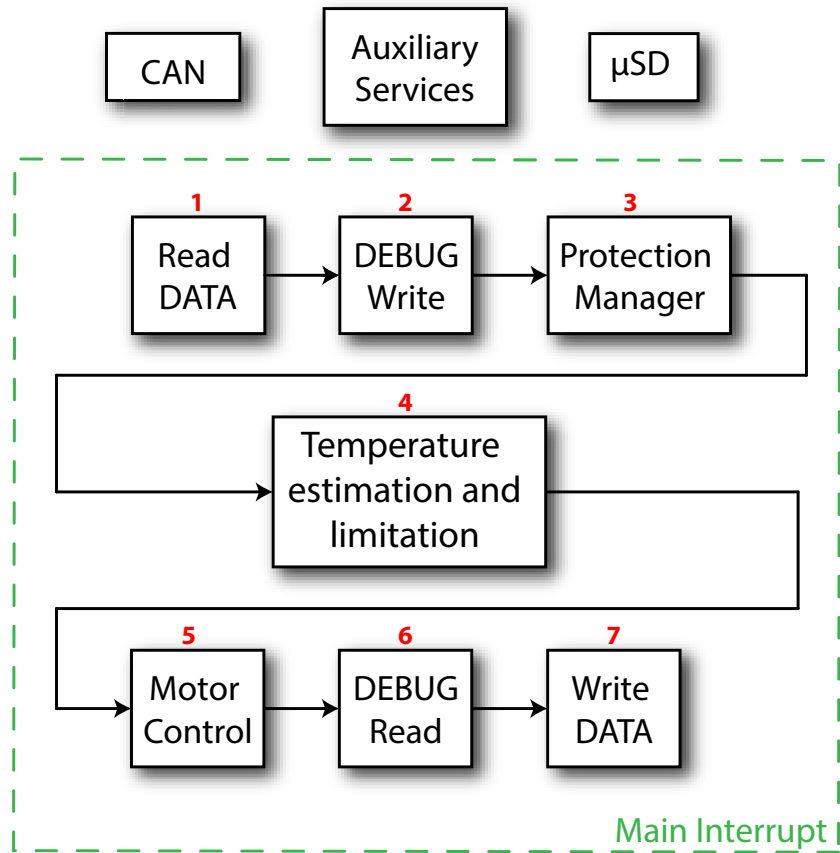 CAN
Auxiliary
Services
µSD
1
Read
DATA
2
DEBUG
Write
3
Protection
Manager
4
Temperature
estimation and
limitation
5
Motor
Control
6
DEBUG
Read
7
Write
DATA
Main Interrupt